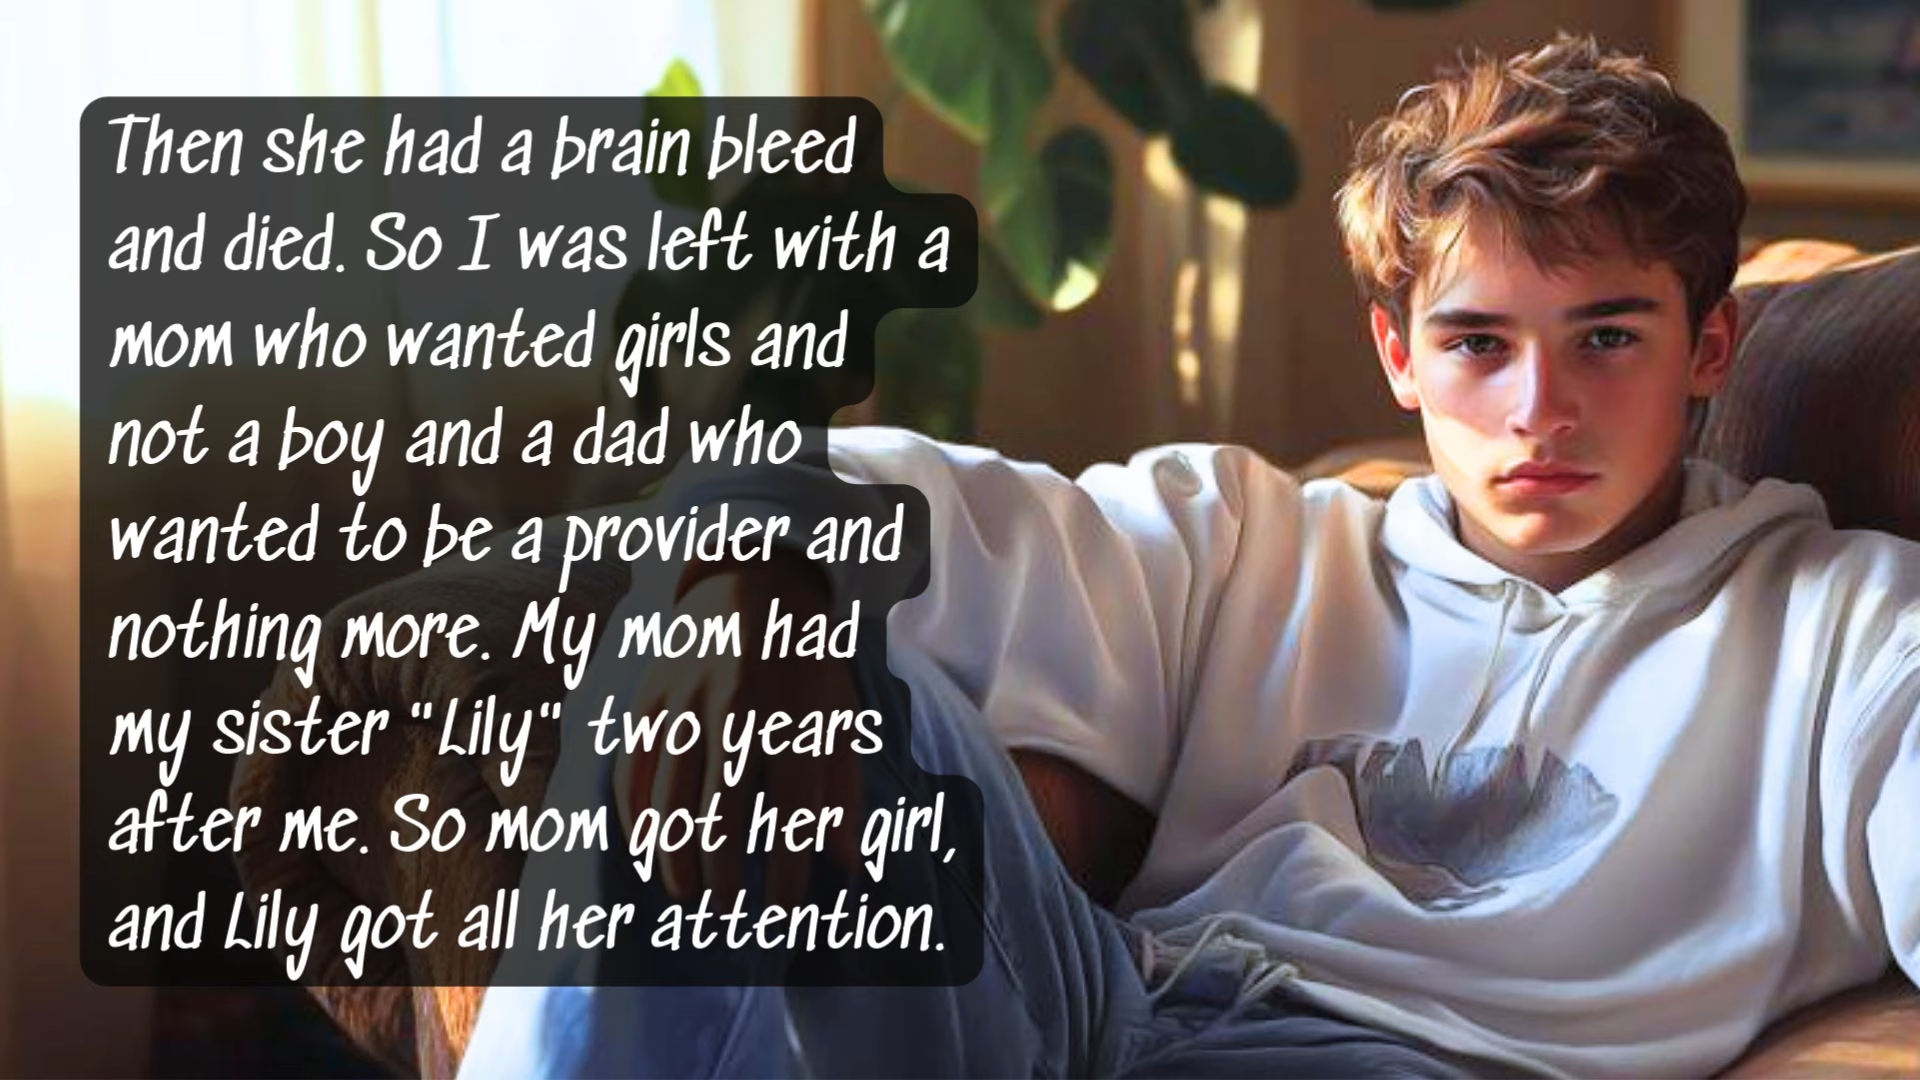 Then she had a brain bleed
and died. So I was left with a
mom who wanted girls and
not a boy and a dad who
wanted to be a provider and
nothing more. My mom had
my sister "Lily" two years
after me. So mom got her girl,
and Lily got all her attention.